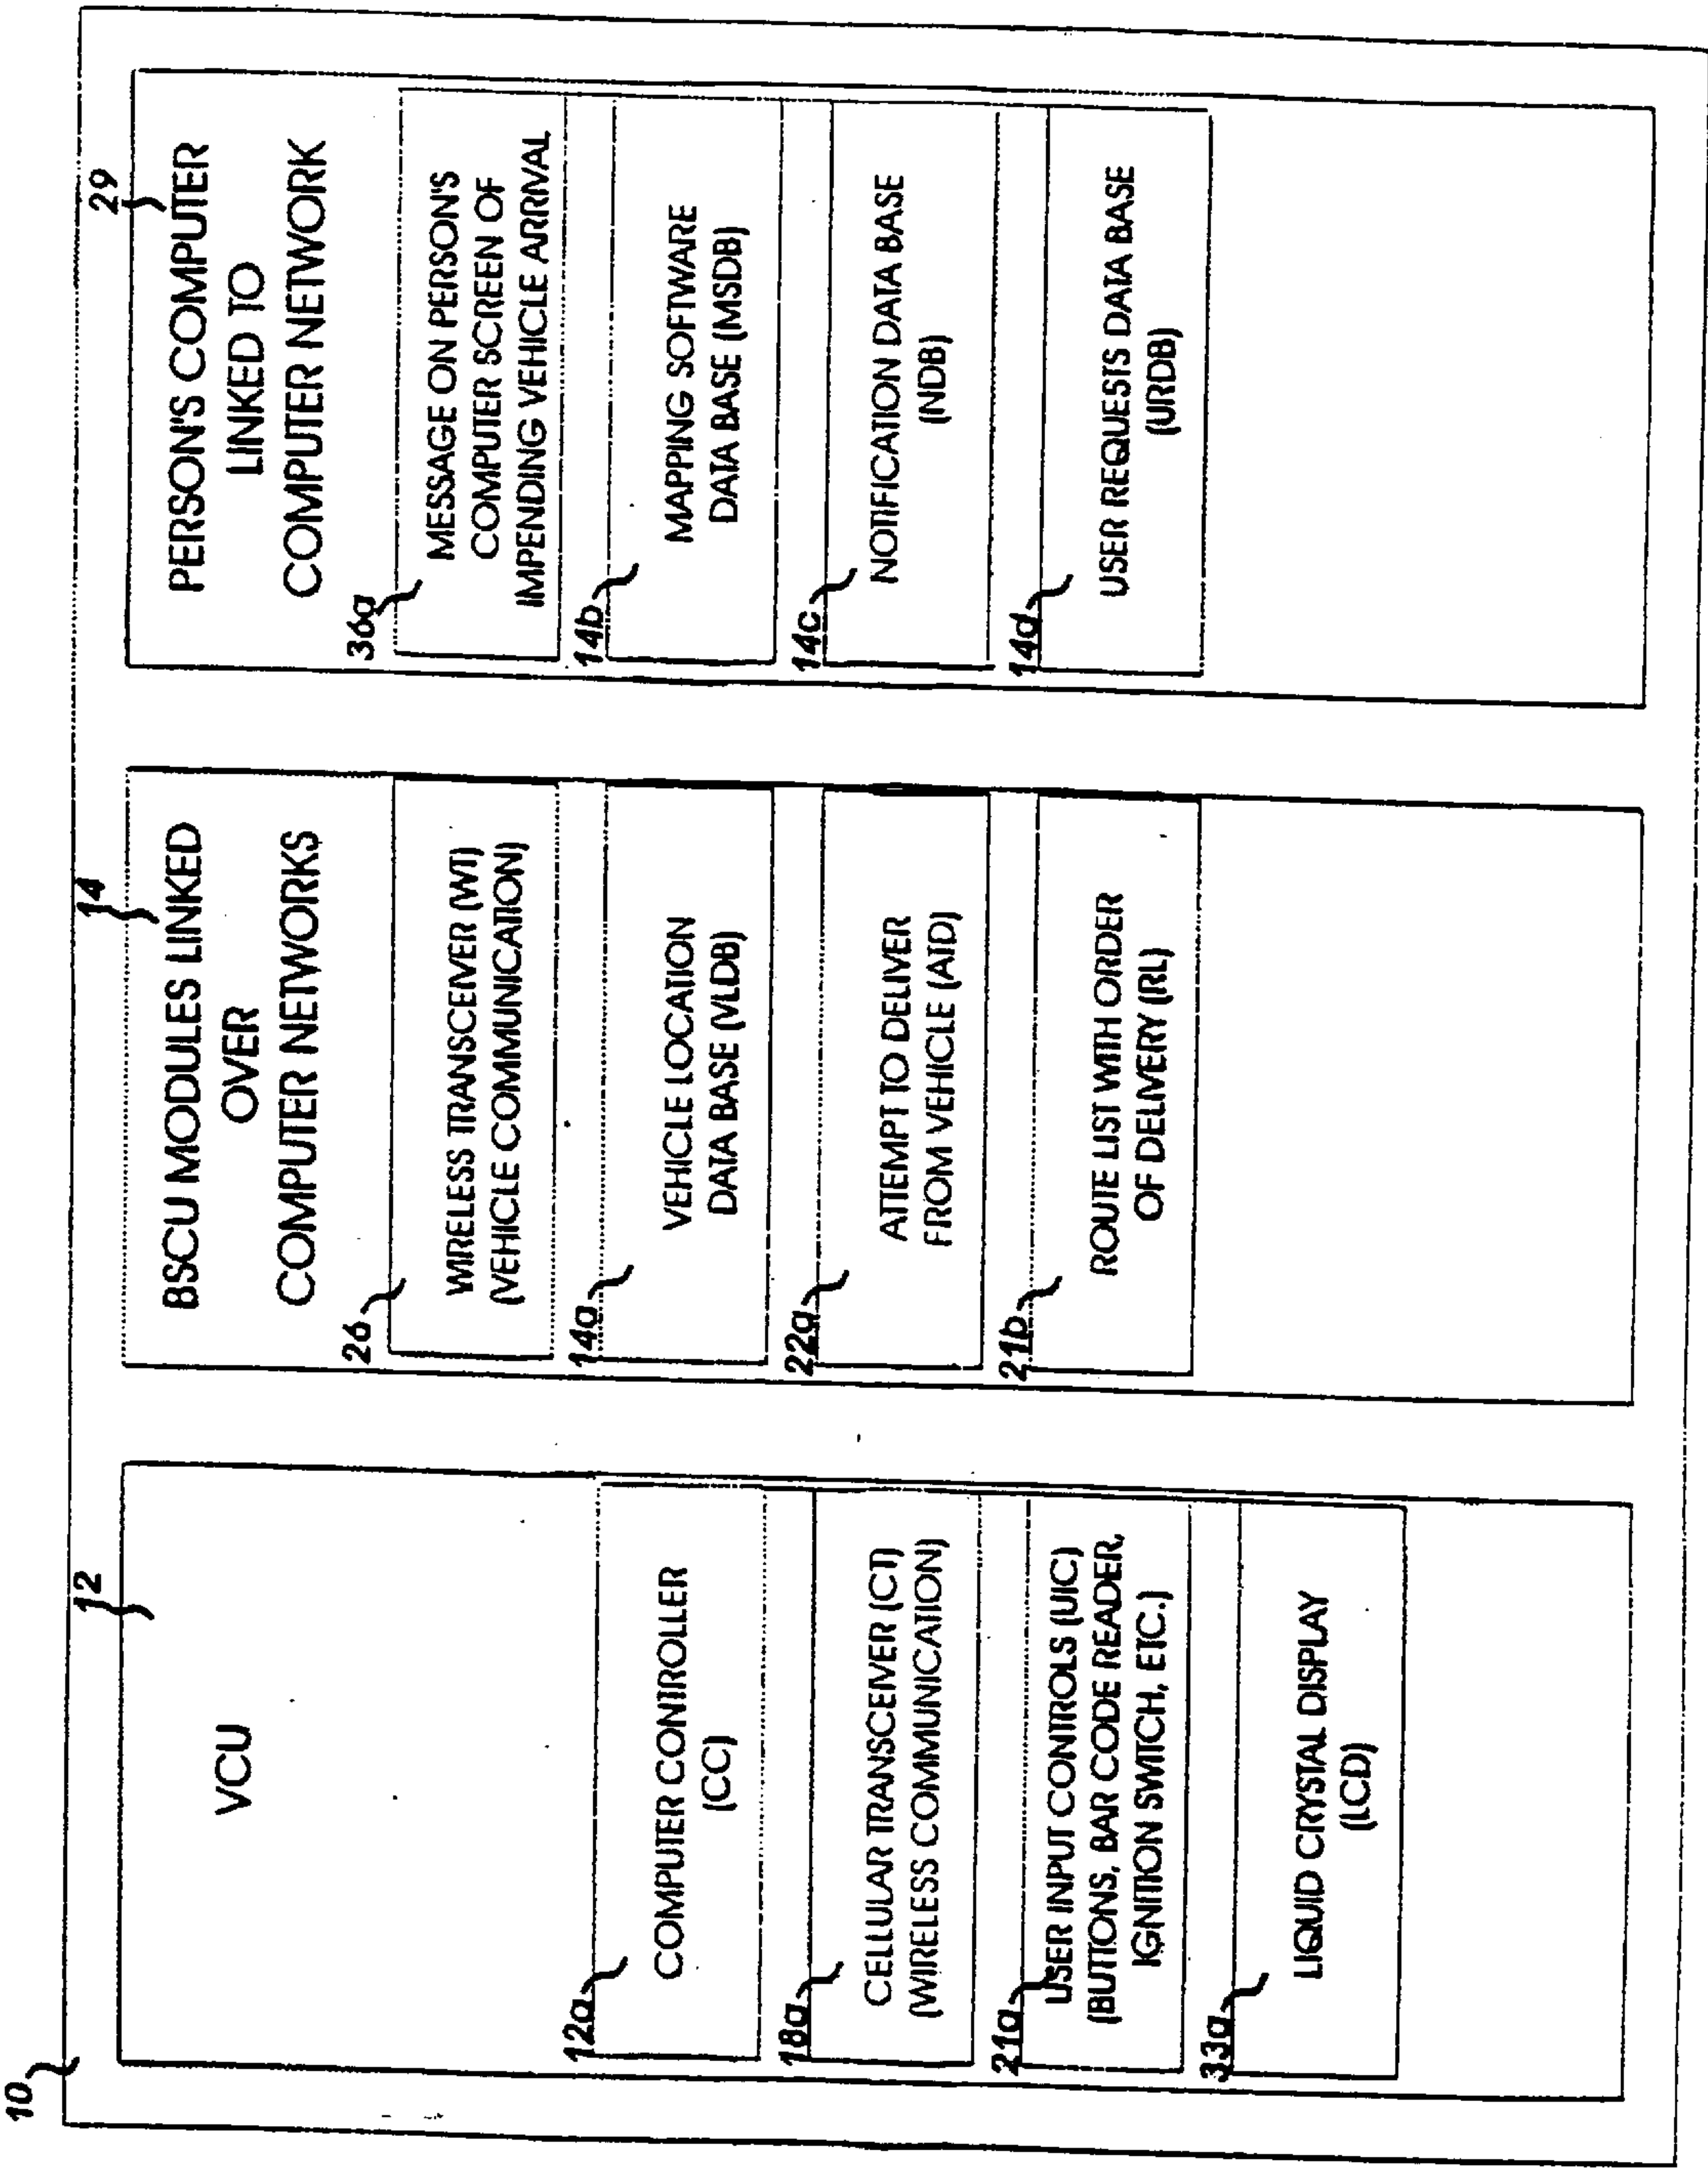 10
12
VCU
12a
COMPUTER CONTROLLER
(CC)
18a
CELLULAR TRANSCEIVER (CT)
(WIRELESS COMMUNICATION)
21a
USER INPUT CONTROLS (UIC)
(BUTTONS, BAR CODE READER,
IGNITION SWITCH, ETC.)
33a
LIQUID CRYSTAL DISPLAY
(LCD)
14
BSCU MODULES LINKED
OVER
COMPUTER NETWORKS
26
WIRELESS TRANSCEIVER (WT)
(VEHICLE COMMUNICATION)
14a
VEHICLE LOCATION
DATA BASE (VLDB)
22a
ATTEMPT TO DELIVER
FROM VEHICLE (ATD)
21b
ROUTE LIST WITH ORDER
OF DELIVERY (RL)
29
PERSON'S COMPUTER
LINKED TO
COMPUTER NETWORK
36a
MESSAGE ON PERSON'S
COMPUTER SCREEN OF
IMPENDING VEHICLE ARRIVAL
14b
MAPPING SOFTWARE
DATA BASE (MSDB)
14c
NOTIFICATION DATA BASE
(NDB)
14d
USER REQUESTS DATA BASE
(URDB)